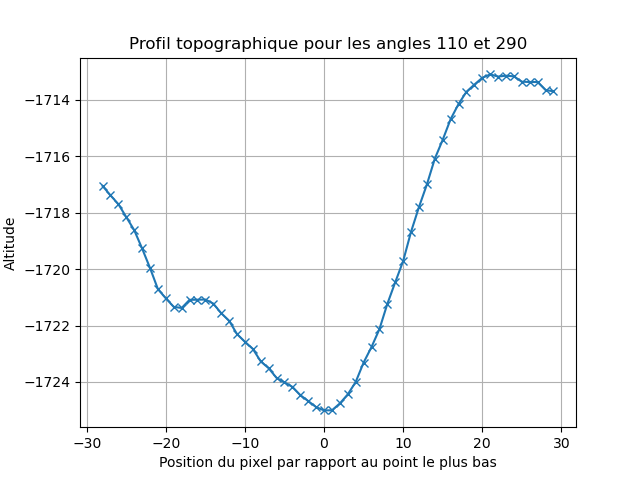 Profil topographique pour les angles 110 et 290
Altitude
−1714
−1716
−1718
−1720
−1722
−1724
−30 −20 −10 0 10 20 30
Position du pixel par rapport au point le plus bas